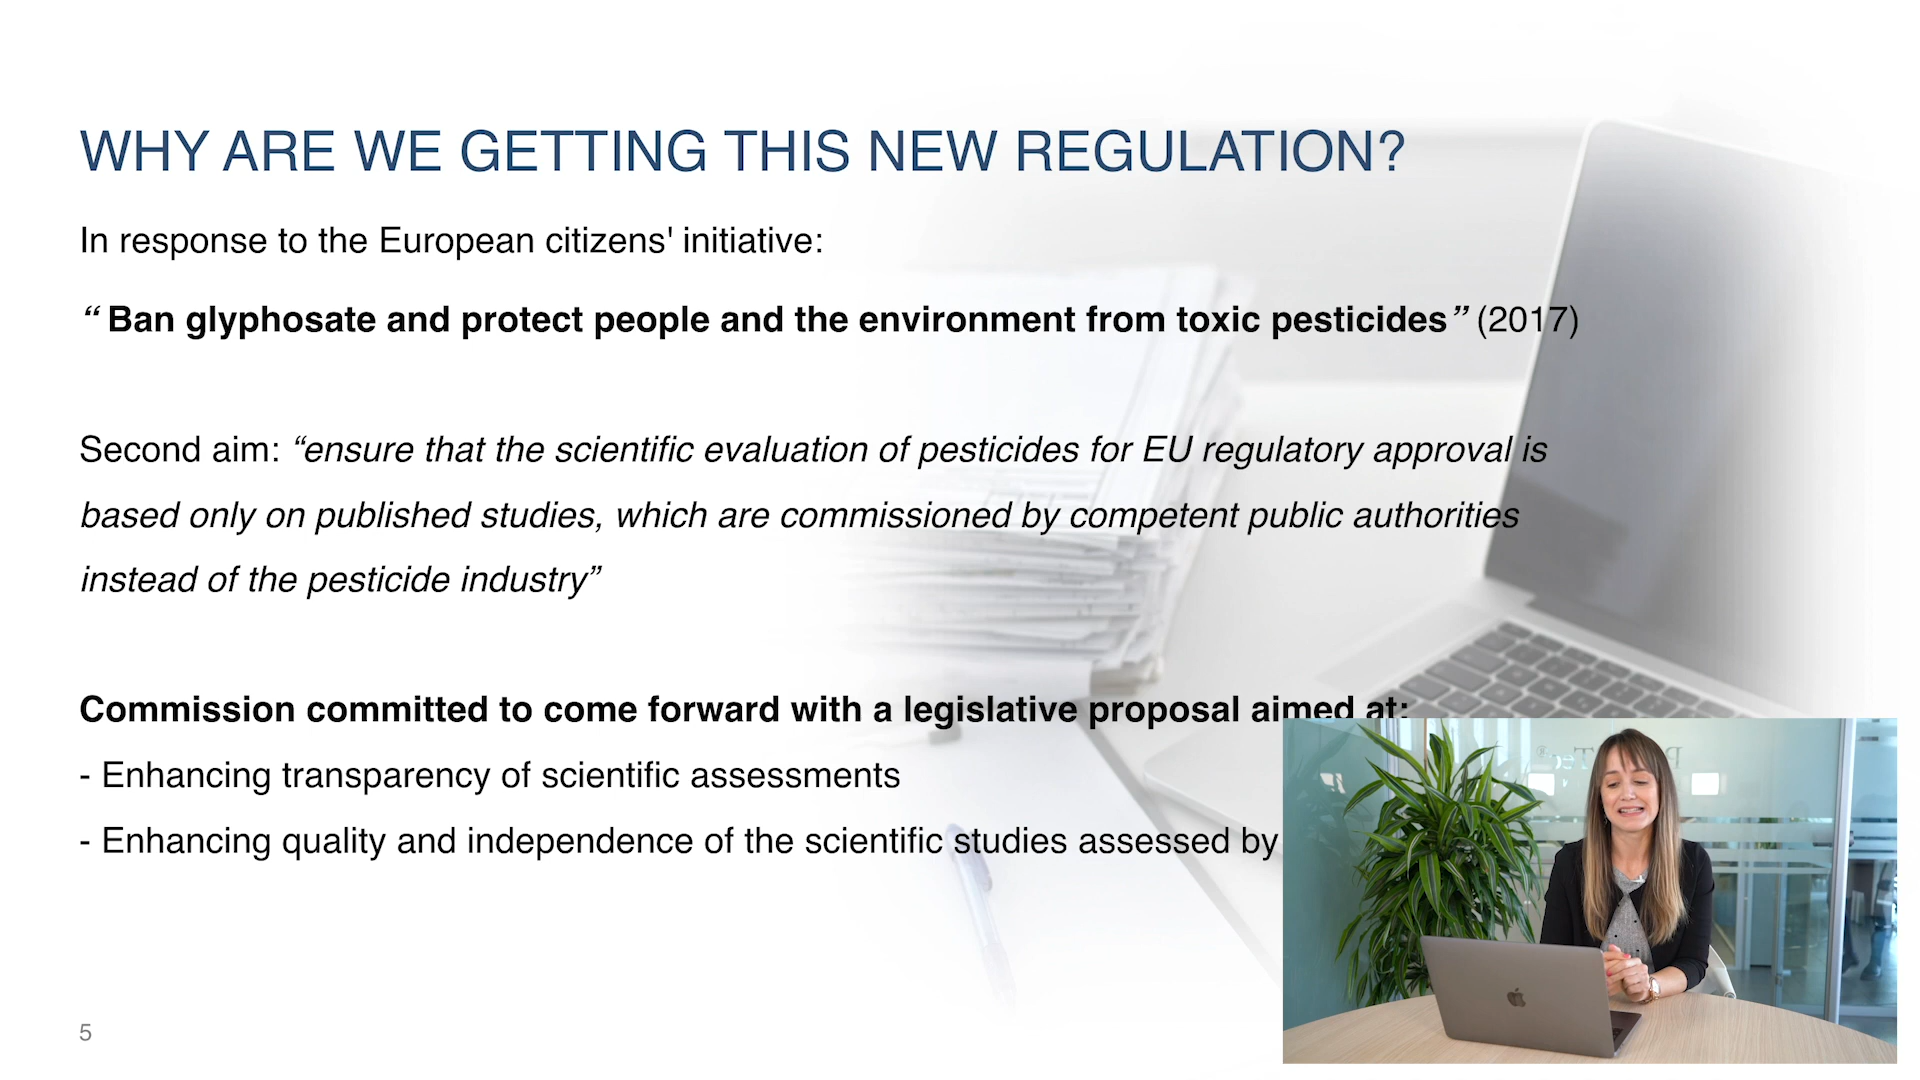 WHY ARE WE GETTING THIS NEW REGULATION?
In response to the European citizens' initiative:
“ Ban glyphosate and protect people and the environment from toxic pesticides” (2017)
Second aim: “ensure that the scientific evaluation of pesticides for EU regulatory approval is
based only on published studies, which are commissioned by competent public authorities
instead of the pesticide industry”
Commission committed to come forward with a legislative proposal aimed at:
- Enhancing transparency of scientific assessments
- Enhancing quality and independence of the scientific studies assessed by
5